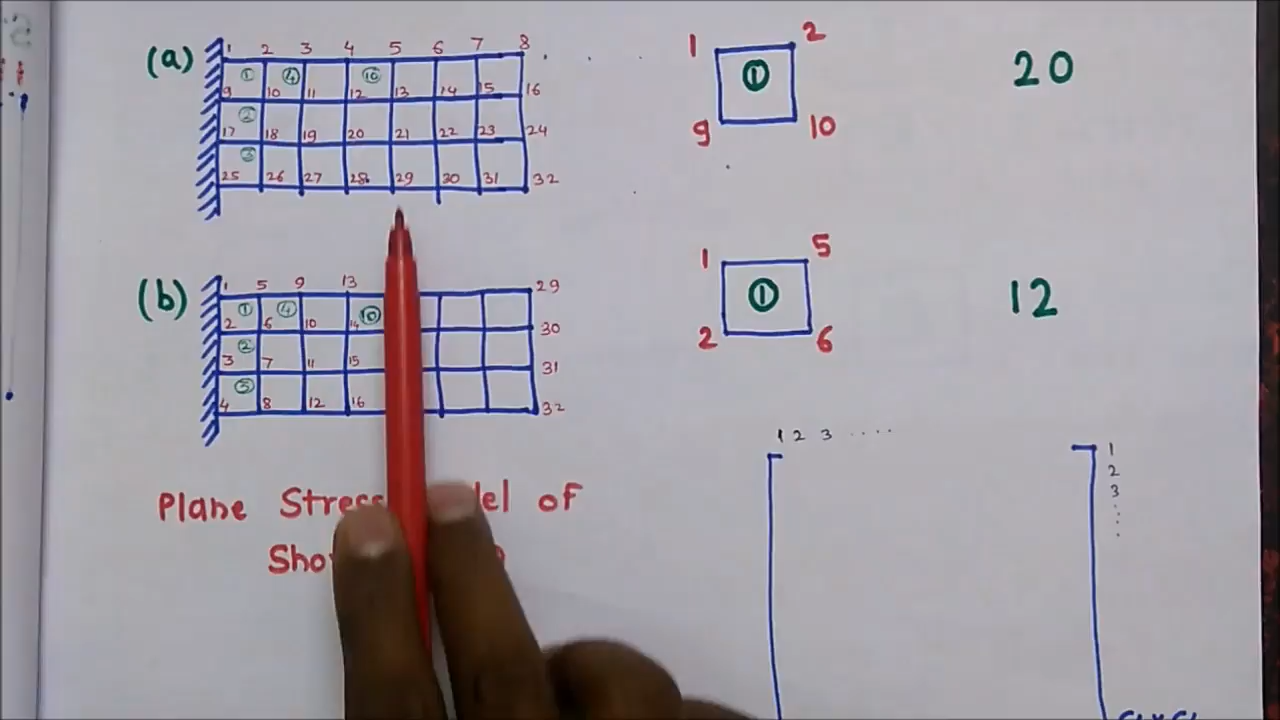 (a)
1 2 3 4 5 6 7 8
① ④ ⑩
9 10 11 12 13 14 15 16
②
17 18 19 20 21 22 23 24
③
25 26 27 28 29 30 31 32
1 2
①
9 10
20
(b)
1 5 9 13 29
① ④ ⑩
2 6 10 14 30
②
3 7 11 15 31
③
4 8 12 16 32
1 5
①
2 6
12
Plane Stress of
1 2 3 ....
1
2
3